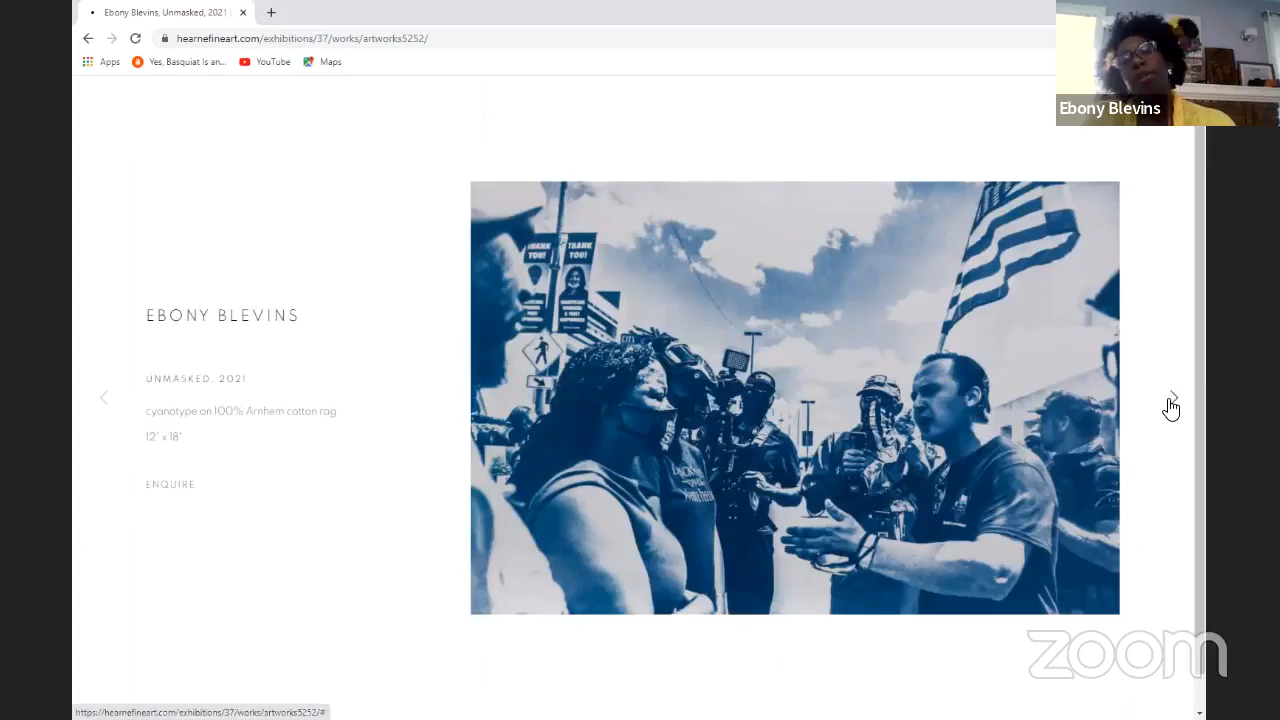 Ebony Blevins, Unmasked, 2021 |
hearnefineart.com/exhibitions/37/works/artworks5252/
Apps
Yes, Basquiat Is an...
YouTube
Maps
Ebony Blevins
THANK YOU!
THANK YOU!
EBONY BLEVINS
UNMASKED, 2021
cyanotype on 100% Arnhem cotton rag
12" x 18"
ENQUIRE
zoom
https://hearnefineart.com/exhibitions/37/works/artworks5252/#